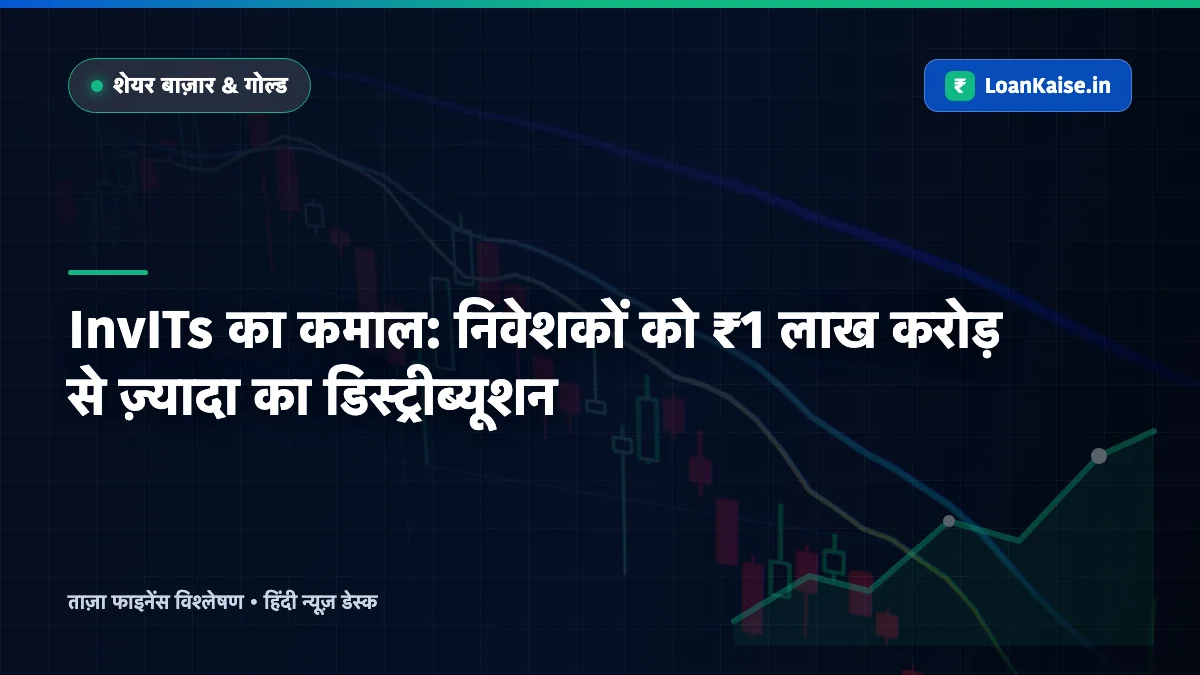 शेयर बाज़ार & गोल्ड
₹ LoanKaise.in
InvITs का कमाल: निवेशकों को ₹1 लाख करोड़
से ज़्यादा का डिस्ट्रीब्यूशन
ताज़ा फाइनेंस विश्लेषण • हिंदी न्यूज़ डेस्क